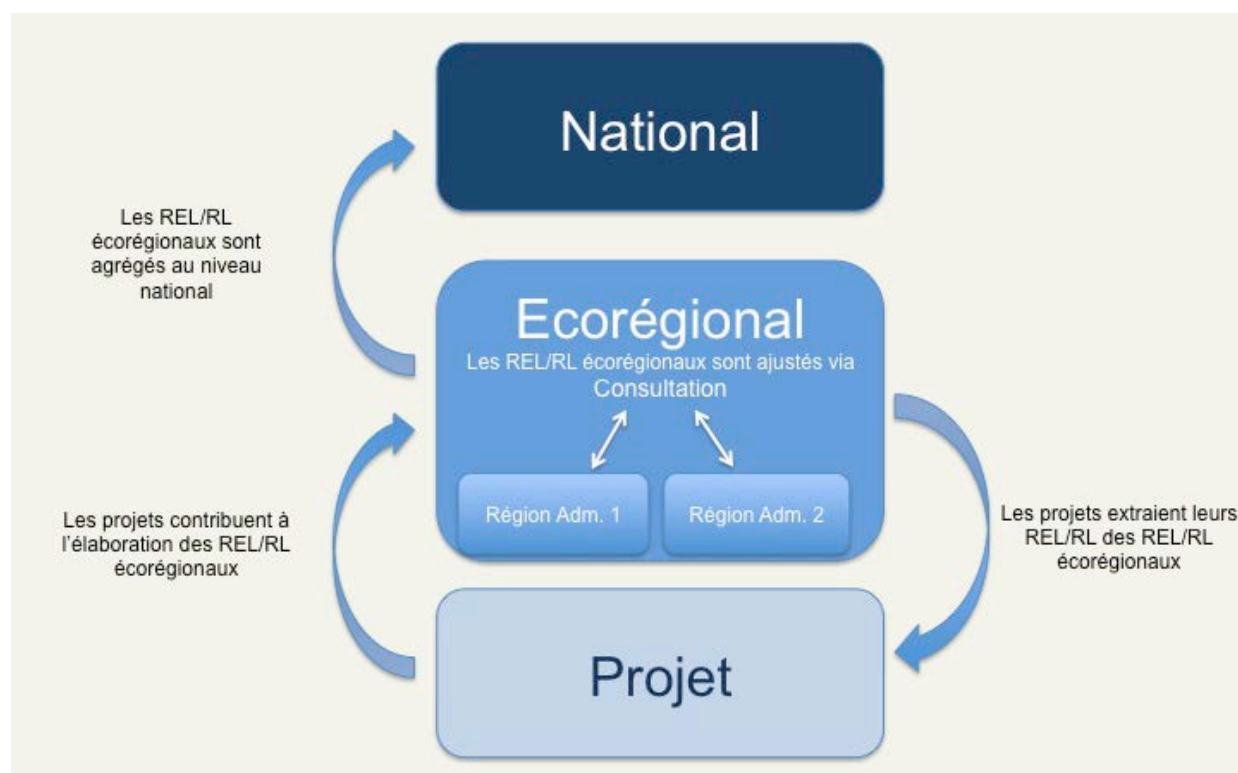 National
Les REL/RL
écorégionaux sont
agrégés au niveau
national
Ecorégional
Les REL/RL écorégionaux sont ajustés via
Consultation
Région Adm. 1
Région Adm. 2
Les projets contribuent à
l'élaboration des REL/RL
écorégionaux
Les projets extraient leurs
REL/RL des REL/RL
écorégionaux
Projet